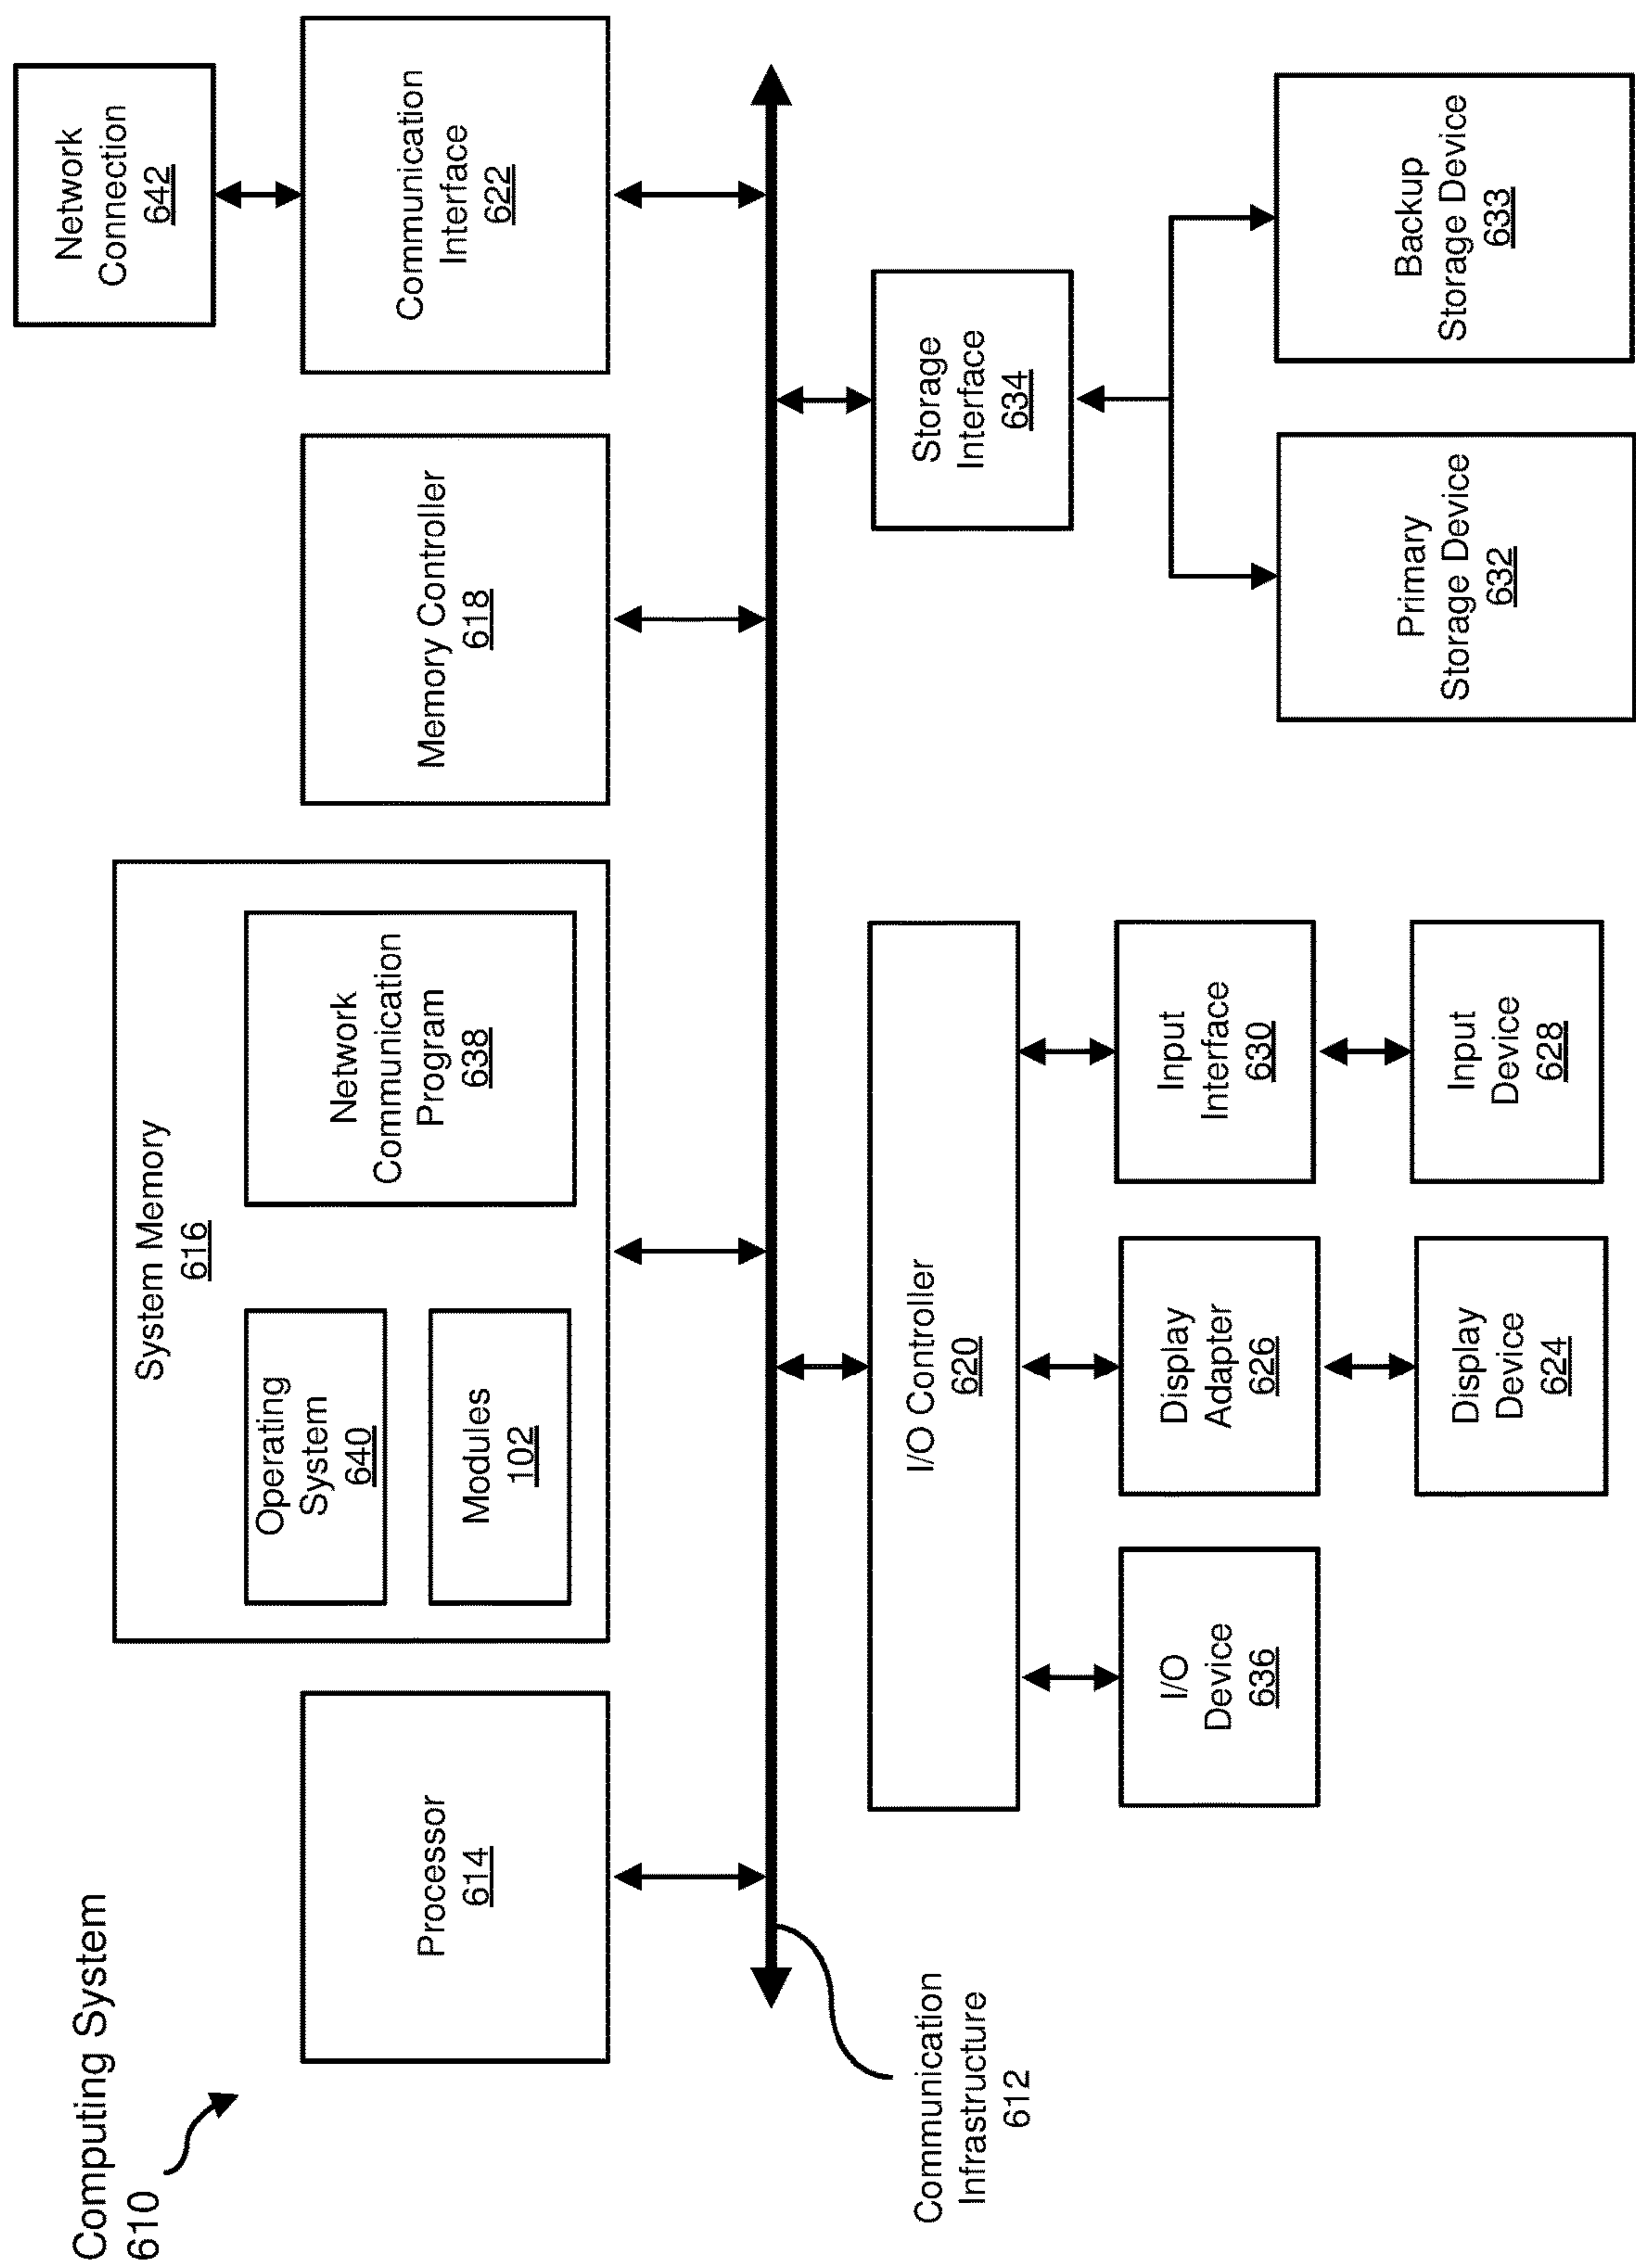 Computing System
610
Processor
614
System Memory
616
Operating
System
640
Modules
102
Network
Communication
Program
638
Memory Controller
618
Communication
Interface
622
Network
Connection
642
Communication
Infrastructure
612
I/O Controller
620
Storage
Interface
634
I/O
Device
636
Display
Adapter
626
Input
Interface
630
Display
Device
624
Input
Device
628
Primary
Storage Device
632
Backup
Storage Device
633